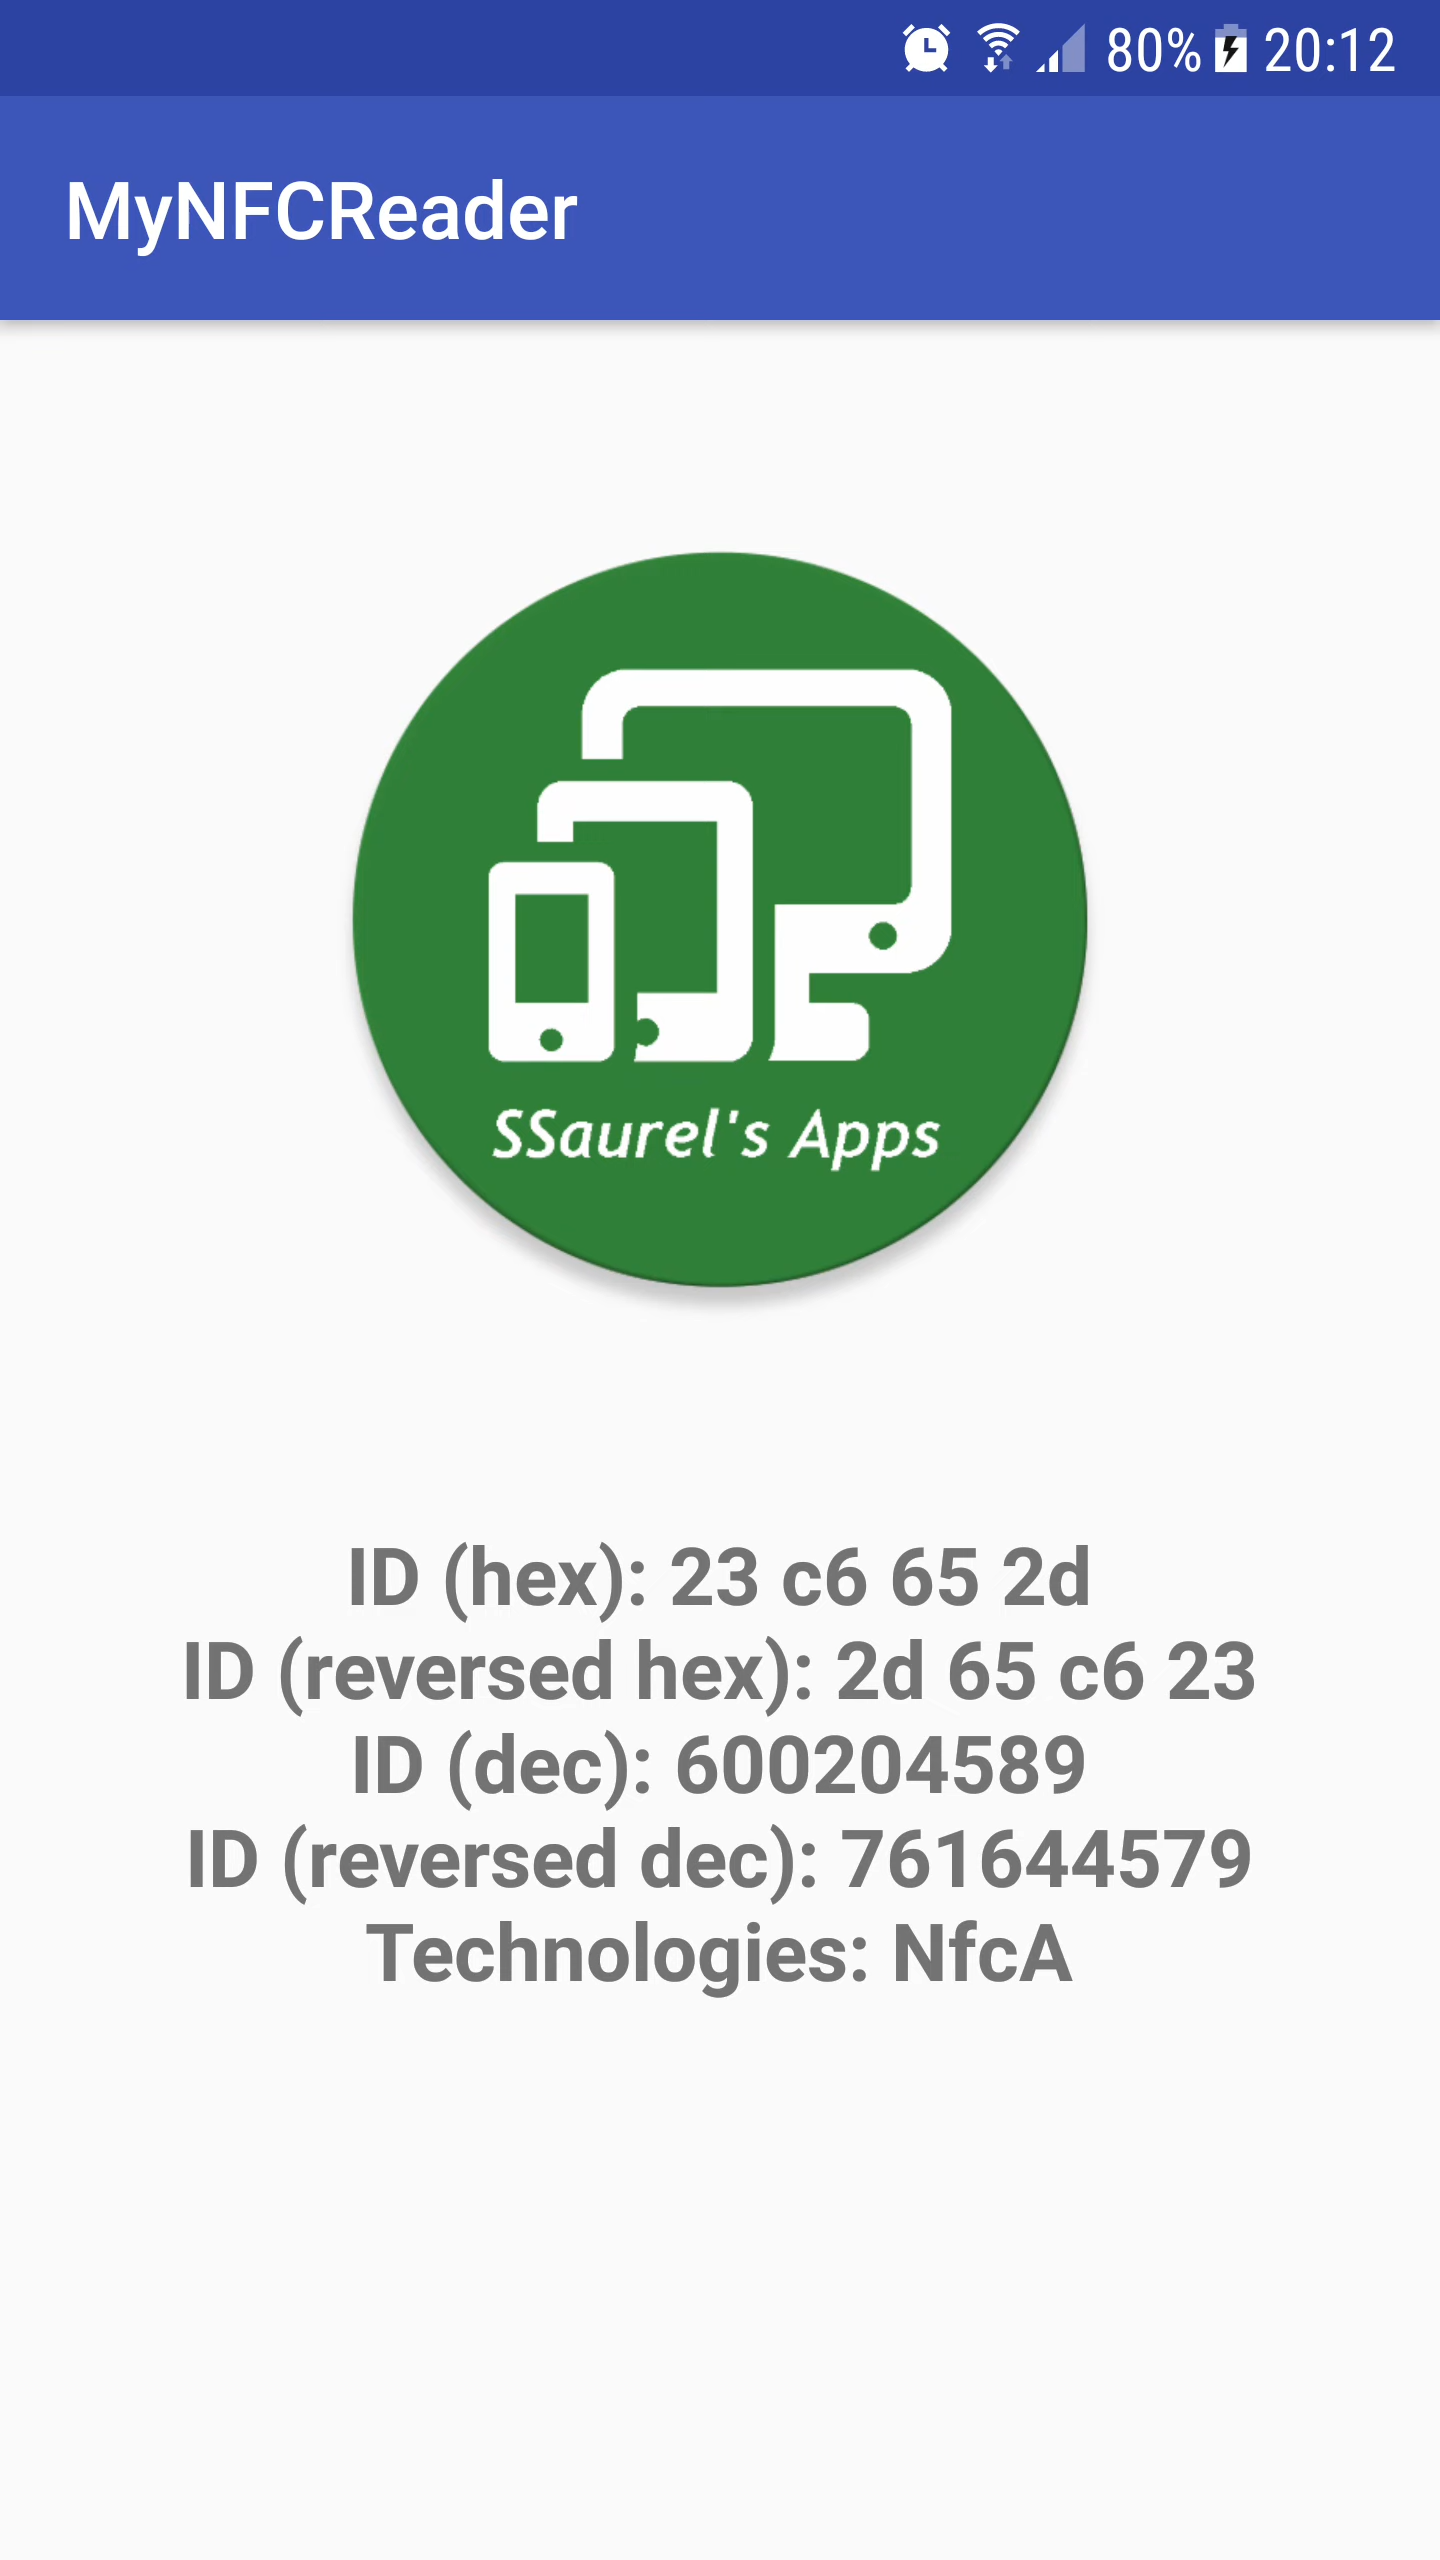 80% 20:12
MyNFCReader
SSaurel's Apps
ID (hex): 23 c6 65 2d
ID (reversed hex): 2d 65 c6 23
ID (dec): 600204589
ID (reversed dec): 761644579
Technologies: NfcA